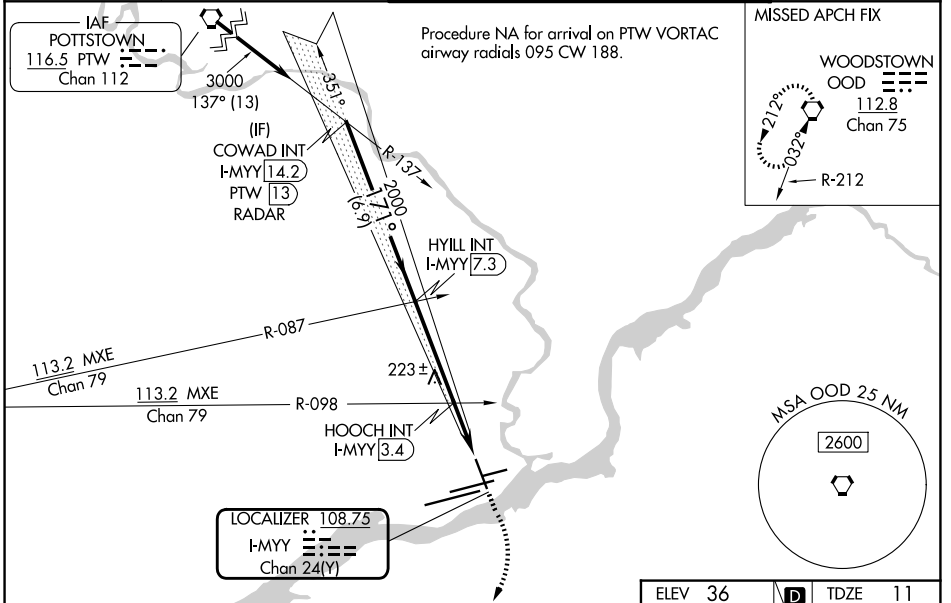 IAF
POTTSTOWN
116.5 PTW
Chan 112
3000
137° (13)
Procedure NA for arrival on PTW VORTAC
airway radials 095 CW 188.
MISSED APCH FIX
WOODSTOWN
OOD
112.8
Chan 75
212°
032°
R-212
351°
(IF)
COWAD INT
I-MYY 14.2
PTW 13
RADAR
R-137
2000
171°
(6.9)
HYILL INT
I-MYY 7.3
R-087
113.2 MXE
Chan 79
223±
113.2 MXE
Chan 79
R-098
HOOCH INT
I-MYY 3.4
MSA OOD 25 NM
2600
LOCALIZER 108.75
I-MYY
Chan 24(Y)
ELEV 36
D
TDZE 11